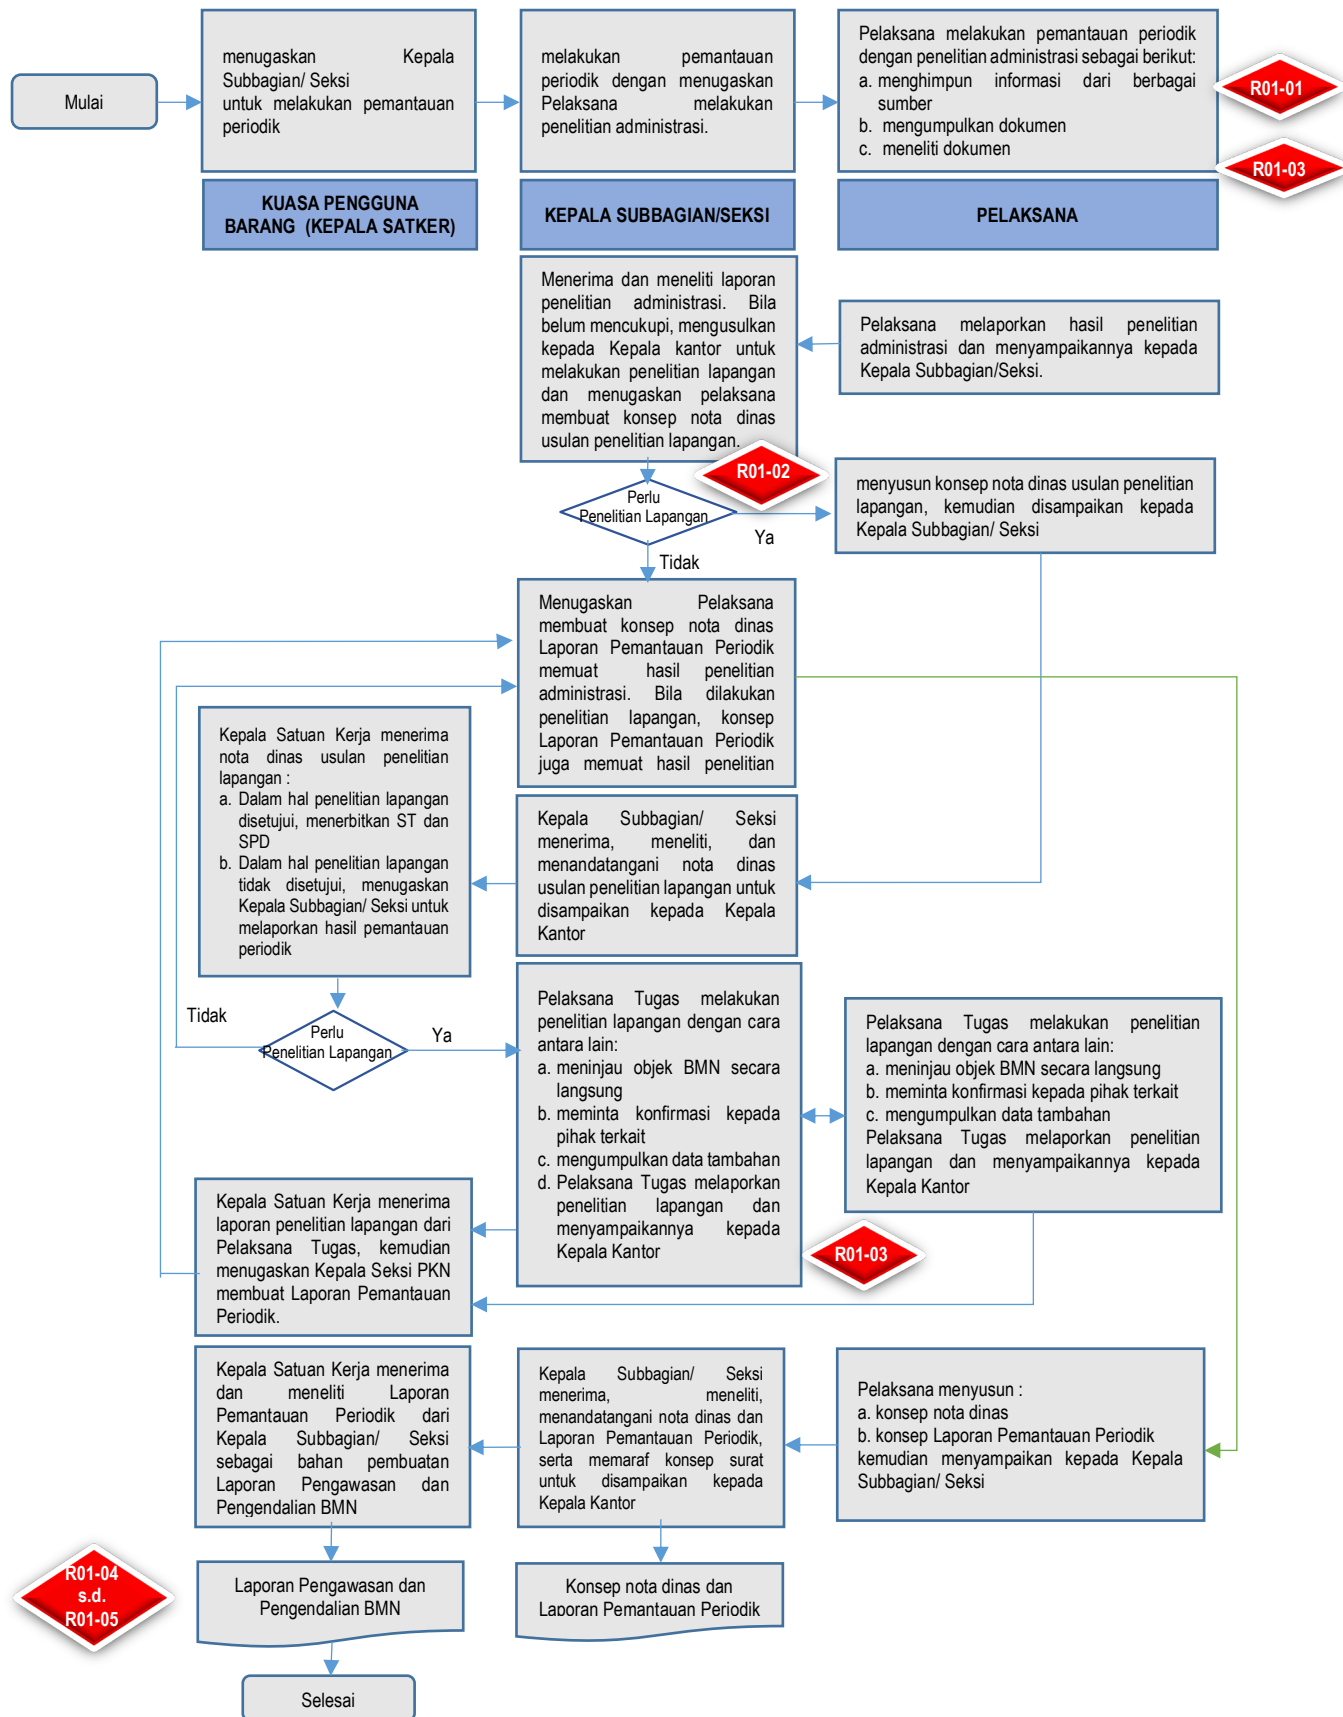 Mulai
menugaskan Kepala
Subbagian/ Seksi
untuk melakukan pemantauan
periodik
melakukan pemantauan
periodik dengan menugaskan
Pelaksana melakukan
penelitian administrasi.
Pelaksana melakukan pemantauan periodik
dengan penelitian administrasi sebagai berikut:
a. menghimpun informasi dari berbagai
sumber
b. mengumpulkan dokumen
c. meneliti dokumen
R01-01
R01-03
KUASA PENGGUNA
BARANG (KEPALA SATKER)
KEPALA SUBBAGIAN/SEKSI
PELAKSANA
Menerima dan meneliti laporan
penelitian administrasi. Bila
belum mencukupi, mengusulkan
kepada Kepala kantor untuk
melakukan penelitian lapangan
dan menugaskan pelaksana
membuat konsep nota dinas
usulan penelitian lapangan.
Pelaksana melaporkan hasil penelitian
administrasi dan menyampaikannya kepada
Kepala Subbagian/Seksi.
R01-02
Perlu
Penelitian Lapangan
Ya
Tidak
menyusun konsep nota dinas usulan penelitian
lapangan, kemudian disampaikan kepada
Kepala Subbagian/ Seksi
Menugaskan Pelaksana
membuat konsep nota dinas
Laporan Pemantauan Periodik
memuat hasil penelitian
administrasi. Bila dilakukan
penelitian lapangan, konsep
Laporan Pemantauan Periodik
juga memuat hasil penelitian
Kepala Satuan Kerja menerima
nota dinas usulan penelitian
lapangan :
a. Dalam hal penelitian lapangan
disetujui, menerbitkan ST dan
SPD
b. Dalam hal penelitian lapangan
tidak disetujui, menugaskan
Kepala Subbagian/ Seksi untuk
melaporkan hasil pemantauan
periodik
Kepala Subbagian/ Seksi
menerima, meneliti, dan
menandatangani nota dinas
usulan penelitian lapangan untuk
disampaikan kepada Kepala
Kantor
Tidak
Perlu
Penelitian Lapangan
Ya
Pelaksana Tugas melakukan
penelitian lapangan dengan cara
antara lain:
a. meninjau objek BMN secara
langsung
b. meminta konfirmasi kepada
pihak terkait
c. mengumpulkan data tambahan
d. Pelaksana Tugas melaporkan
penelitian lapangan dan
menyampaikannya kepada
Kepala Kantor
Pelaksana Tugas melakukan penelitian
lapangan dengan cara antara lain:
a. meninjau objek BMN secara langsung
b. meminta konfirmasi kepada pihak terkait
c. mengumpulkan data tambahan
Pelaksana Tugas melaporkan penelitian
lapangan dan menyampaikannya kepada
Kepala Kantor
R01-03
Kepala Satuan Kerja menerima
laporan penelitian lapangan dari
Pelaksana Tugas, kemudian
menugaskan Kepala Seksi PKN
membuat Laporan Pemantauan
Periodik.
Kepala Satuan Kerja menerima
dan meneliti Laporan
Pemantauan Periodik dari
Kepala Subbagian/ Seksi
sebagai bahan pembuatan
Laporan Pengawasan dan
Pengendalian BMN
Kepala Subbagian/ Seksi
menerima, meneliti,
menandatangani nota dinas dan
Laporan Pemantauan Periodik,
serta memaraf konsep surat
untuk disampaikan kepada
Kepala Kantor
Pelaksana menyusun :
a. konsep nota dinas
b. konsep Laporan Pemantauan Periodik
kemudian menyampaikan kepada Kepala
Subbagian/ Seksi
R01-04
s.d.
R01-05
Laporan Pengawasan dan
Pengendalian BMN
Konsep nota dinas dan
Laporan Pemantauan Periodik
Selesai